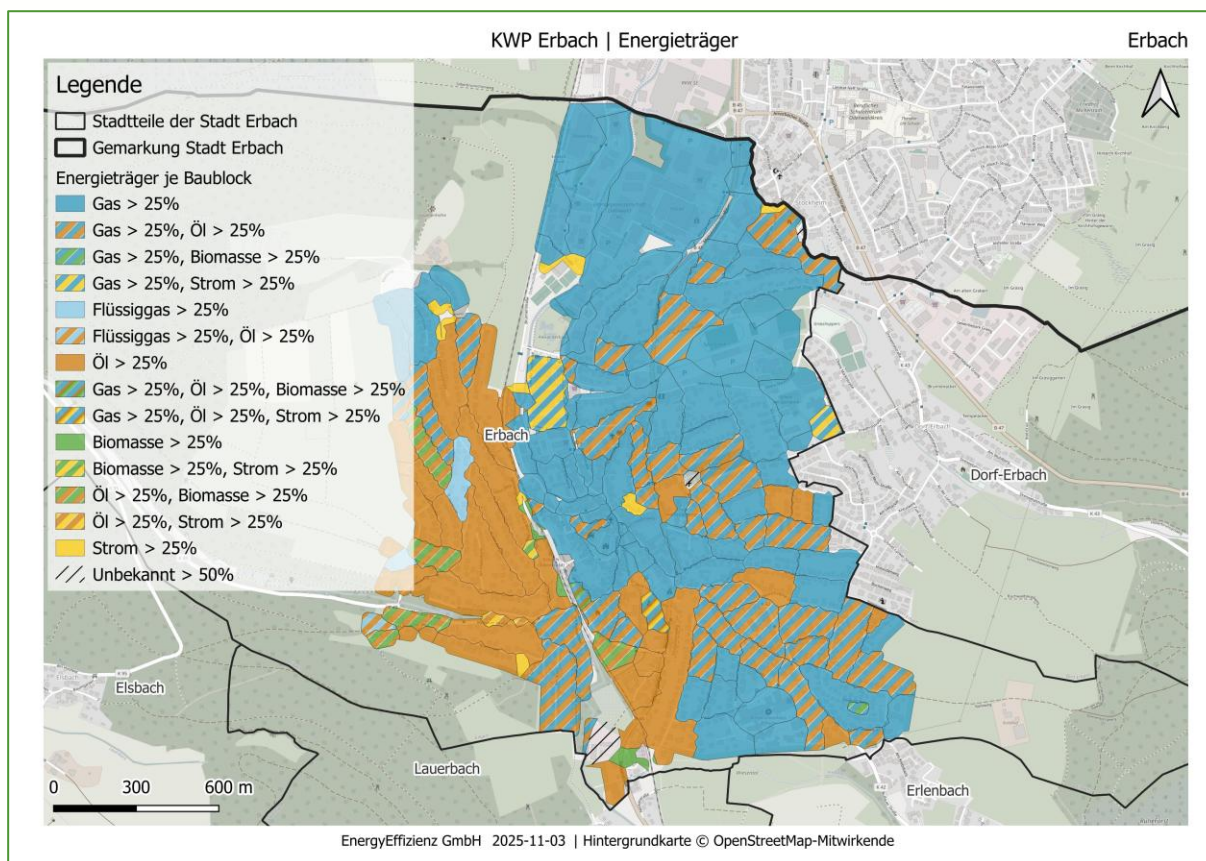 KWP Erbach | Energieträger
Erbach
Legende
Stadtteile der Stadt Erbach
Gemarkung Stadt Erbach
Energieträger je Baublock
Gas > 25%
Gas > 25%, Öl > 25%
Gas > 25%, Biomasse > 25%
Gas > 25%, Strom > 25%
Flüssiggas > 25%
Flüssiggas > 25%, Öl > 25%
Öl > 25%
Gas > 25%, Öl > 25%, Biomasse > 25%
Gas > 25%, Öl > 25%, Strom > 25%
Biomasse > 25%
Biomasse > 25%, Strom > 25%
Öl > 25%, Biomasse > 25%
Öl > 25%, Strom > 25%
Strom > 25%
Unbekannt > 50%
Erbach
Dorf-Erbach
Elsbach
Lauerbach
Erlenbach
0 300 600 m
EnergyEffizienz GmbH 2025-11-03 | Hintergrundkarte © OpenStreetMap-Mitwirkende